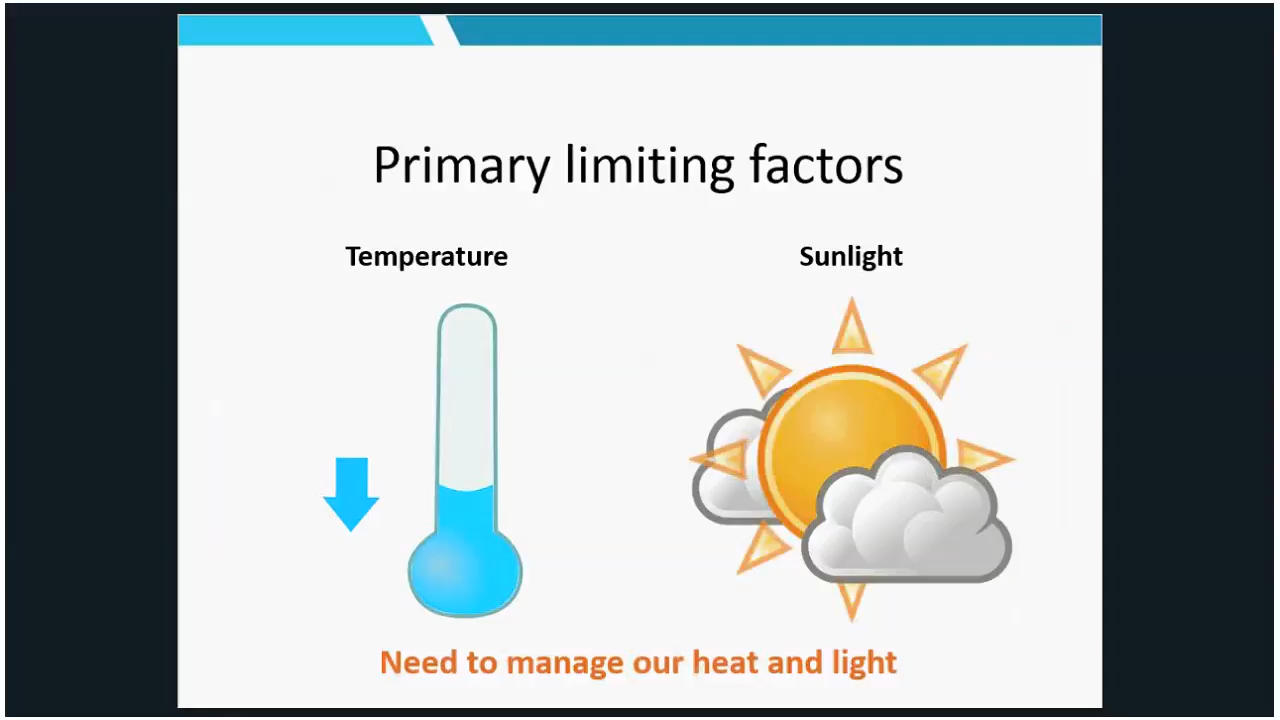 Primary limiting factors
Temperature
Sunlight
Need to manage our heat and light